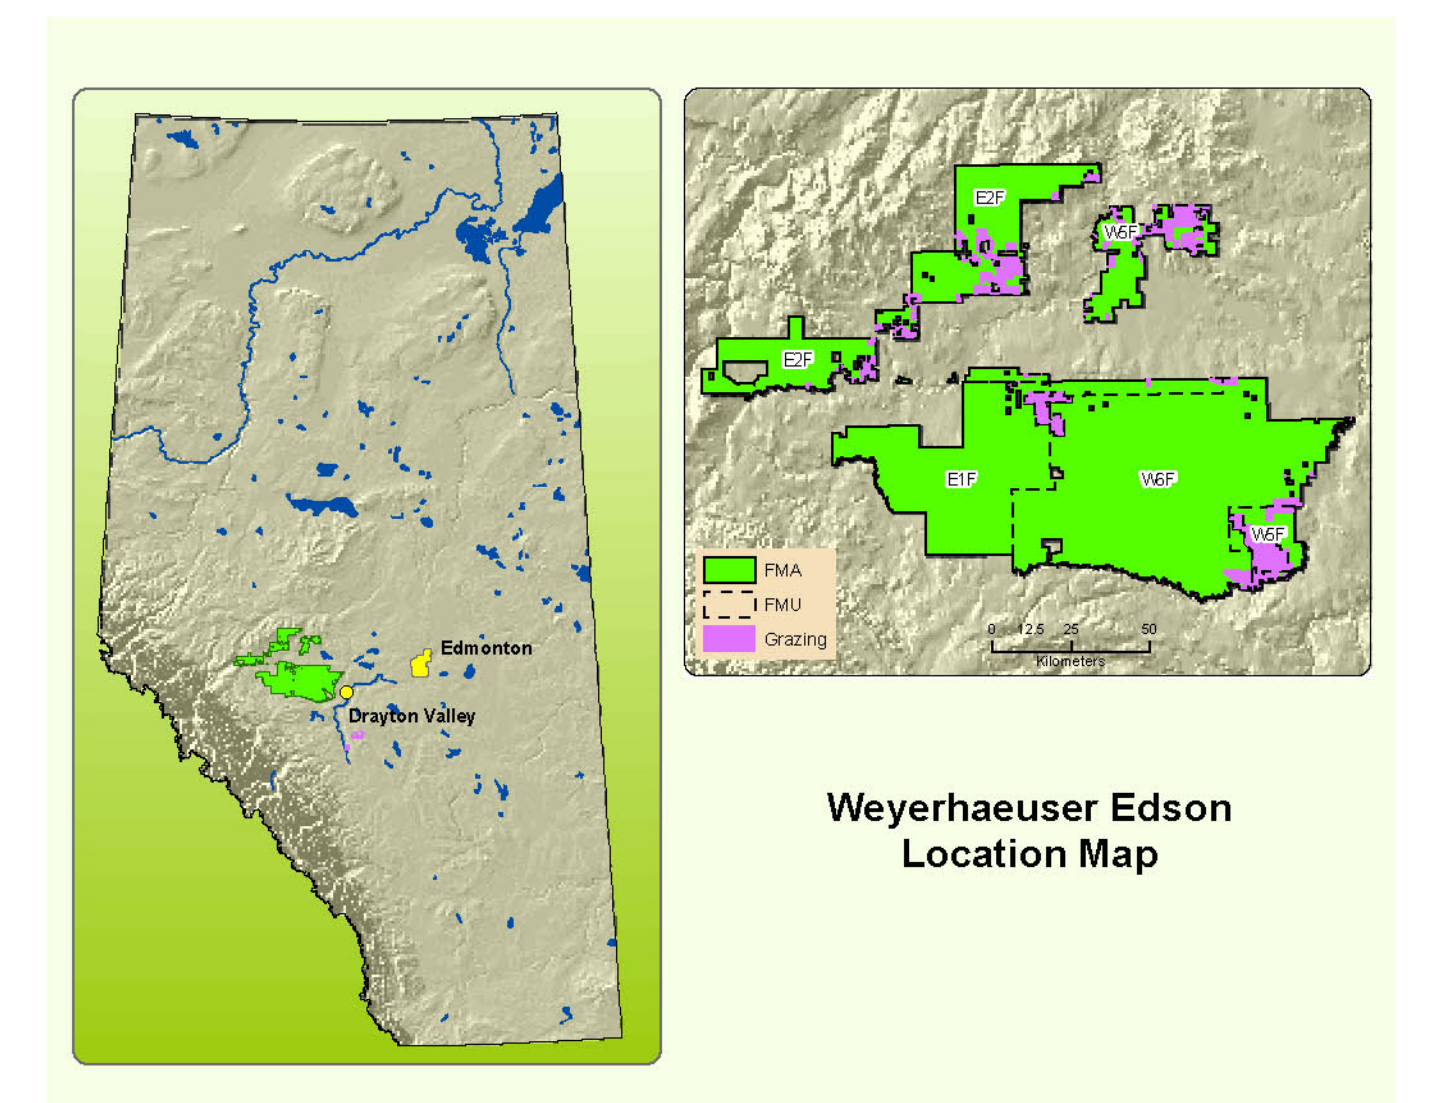 Edmonton
Drayton Valley
E2F
W5F
E2F
E1F
W6F
W5F
FMA
FMU
Grazing
0 12.5 25 50
Kilometers
Weyerhaeuser Edson
Location Map